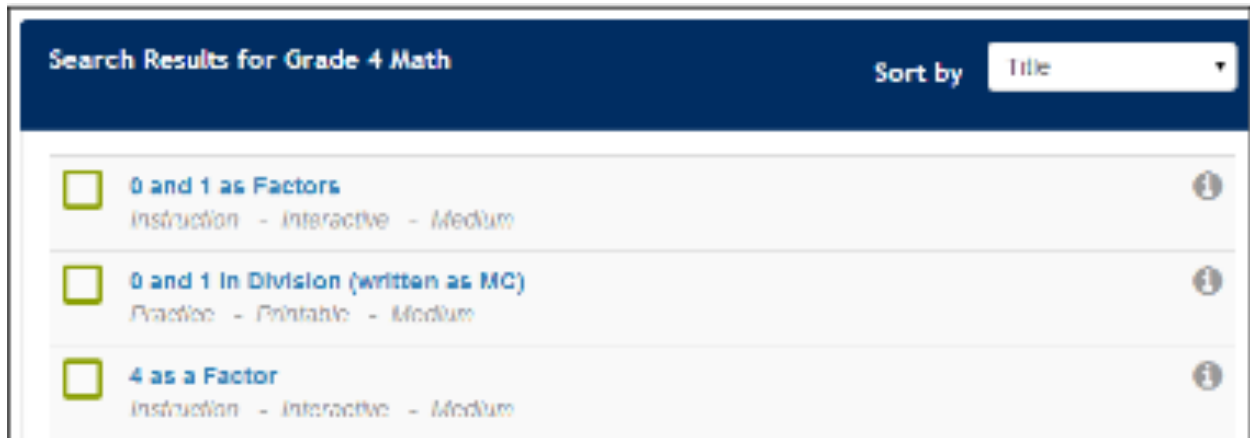 Search Results for Grade 4 Math
Sort by Title
0 and 1 as Factors
Instruction - Interactive - Medium
0 and 1 in Division (written as MC)
Practice - Printable - Medium
4 as a Factor
Instruction - Interactive - Medium